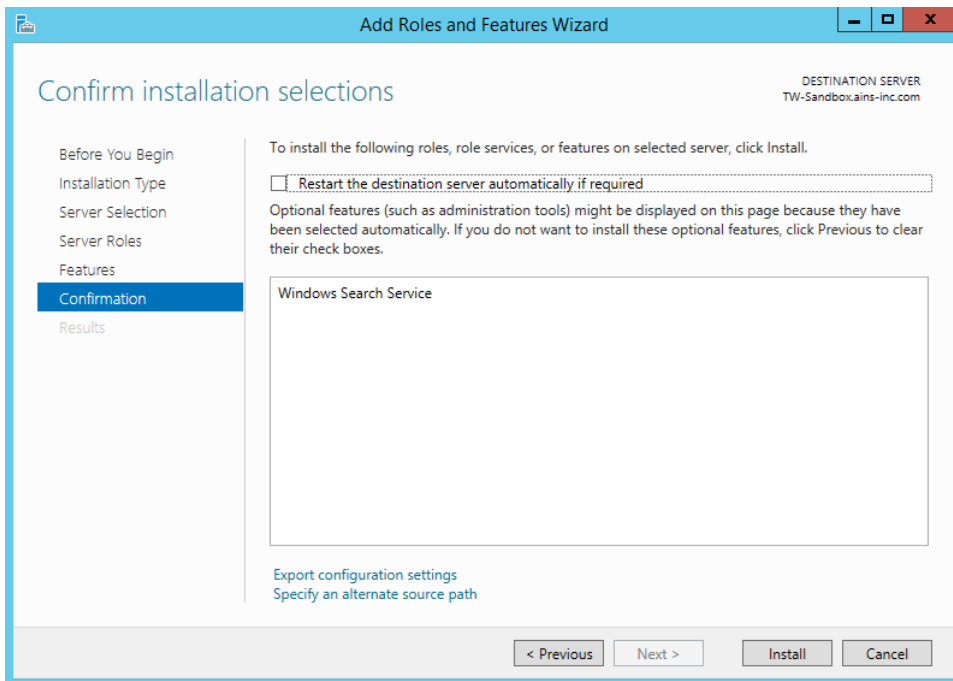 Add Roles and Features Wizard
Confirm installation selections
DESTINATION SERVER
TW-Sandbox.ains-inc.com
Before You Begin
Installation Type
Server Selection
Server Roles
Features
Confirmation
Results
To install the following roles, role services, or features on selected server, click Install.
Restart the destination server automatically if required
Optional features (such as administration tools) might be displayed on this page because they have
been selected automatically. If you do not want to install these optional features, click Previous to clear
their check boxes.
Windows Search Service
Export configuration settings
Specify an alternate source path
< Previous
Next >
Install
Cancel